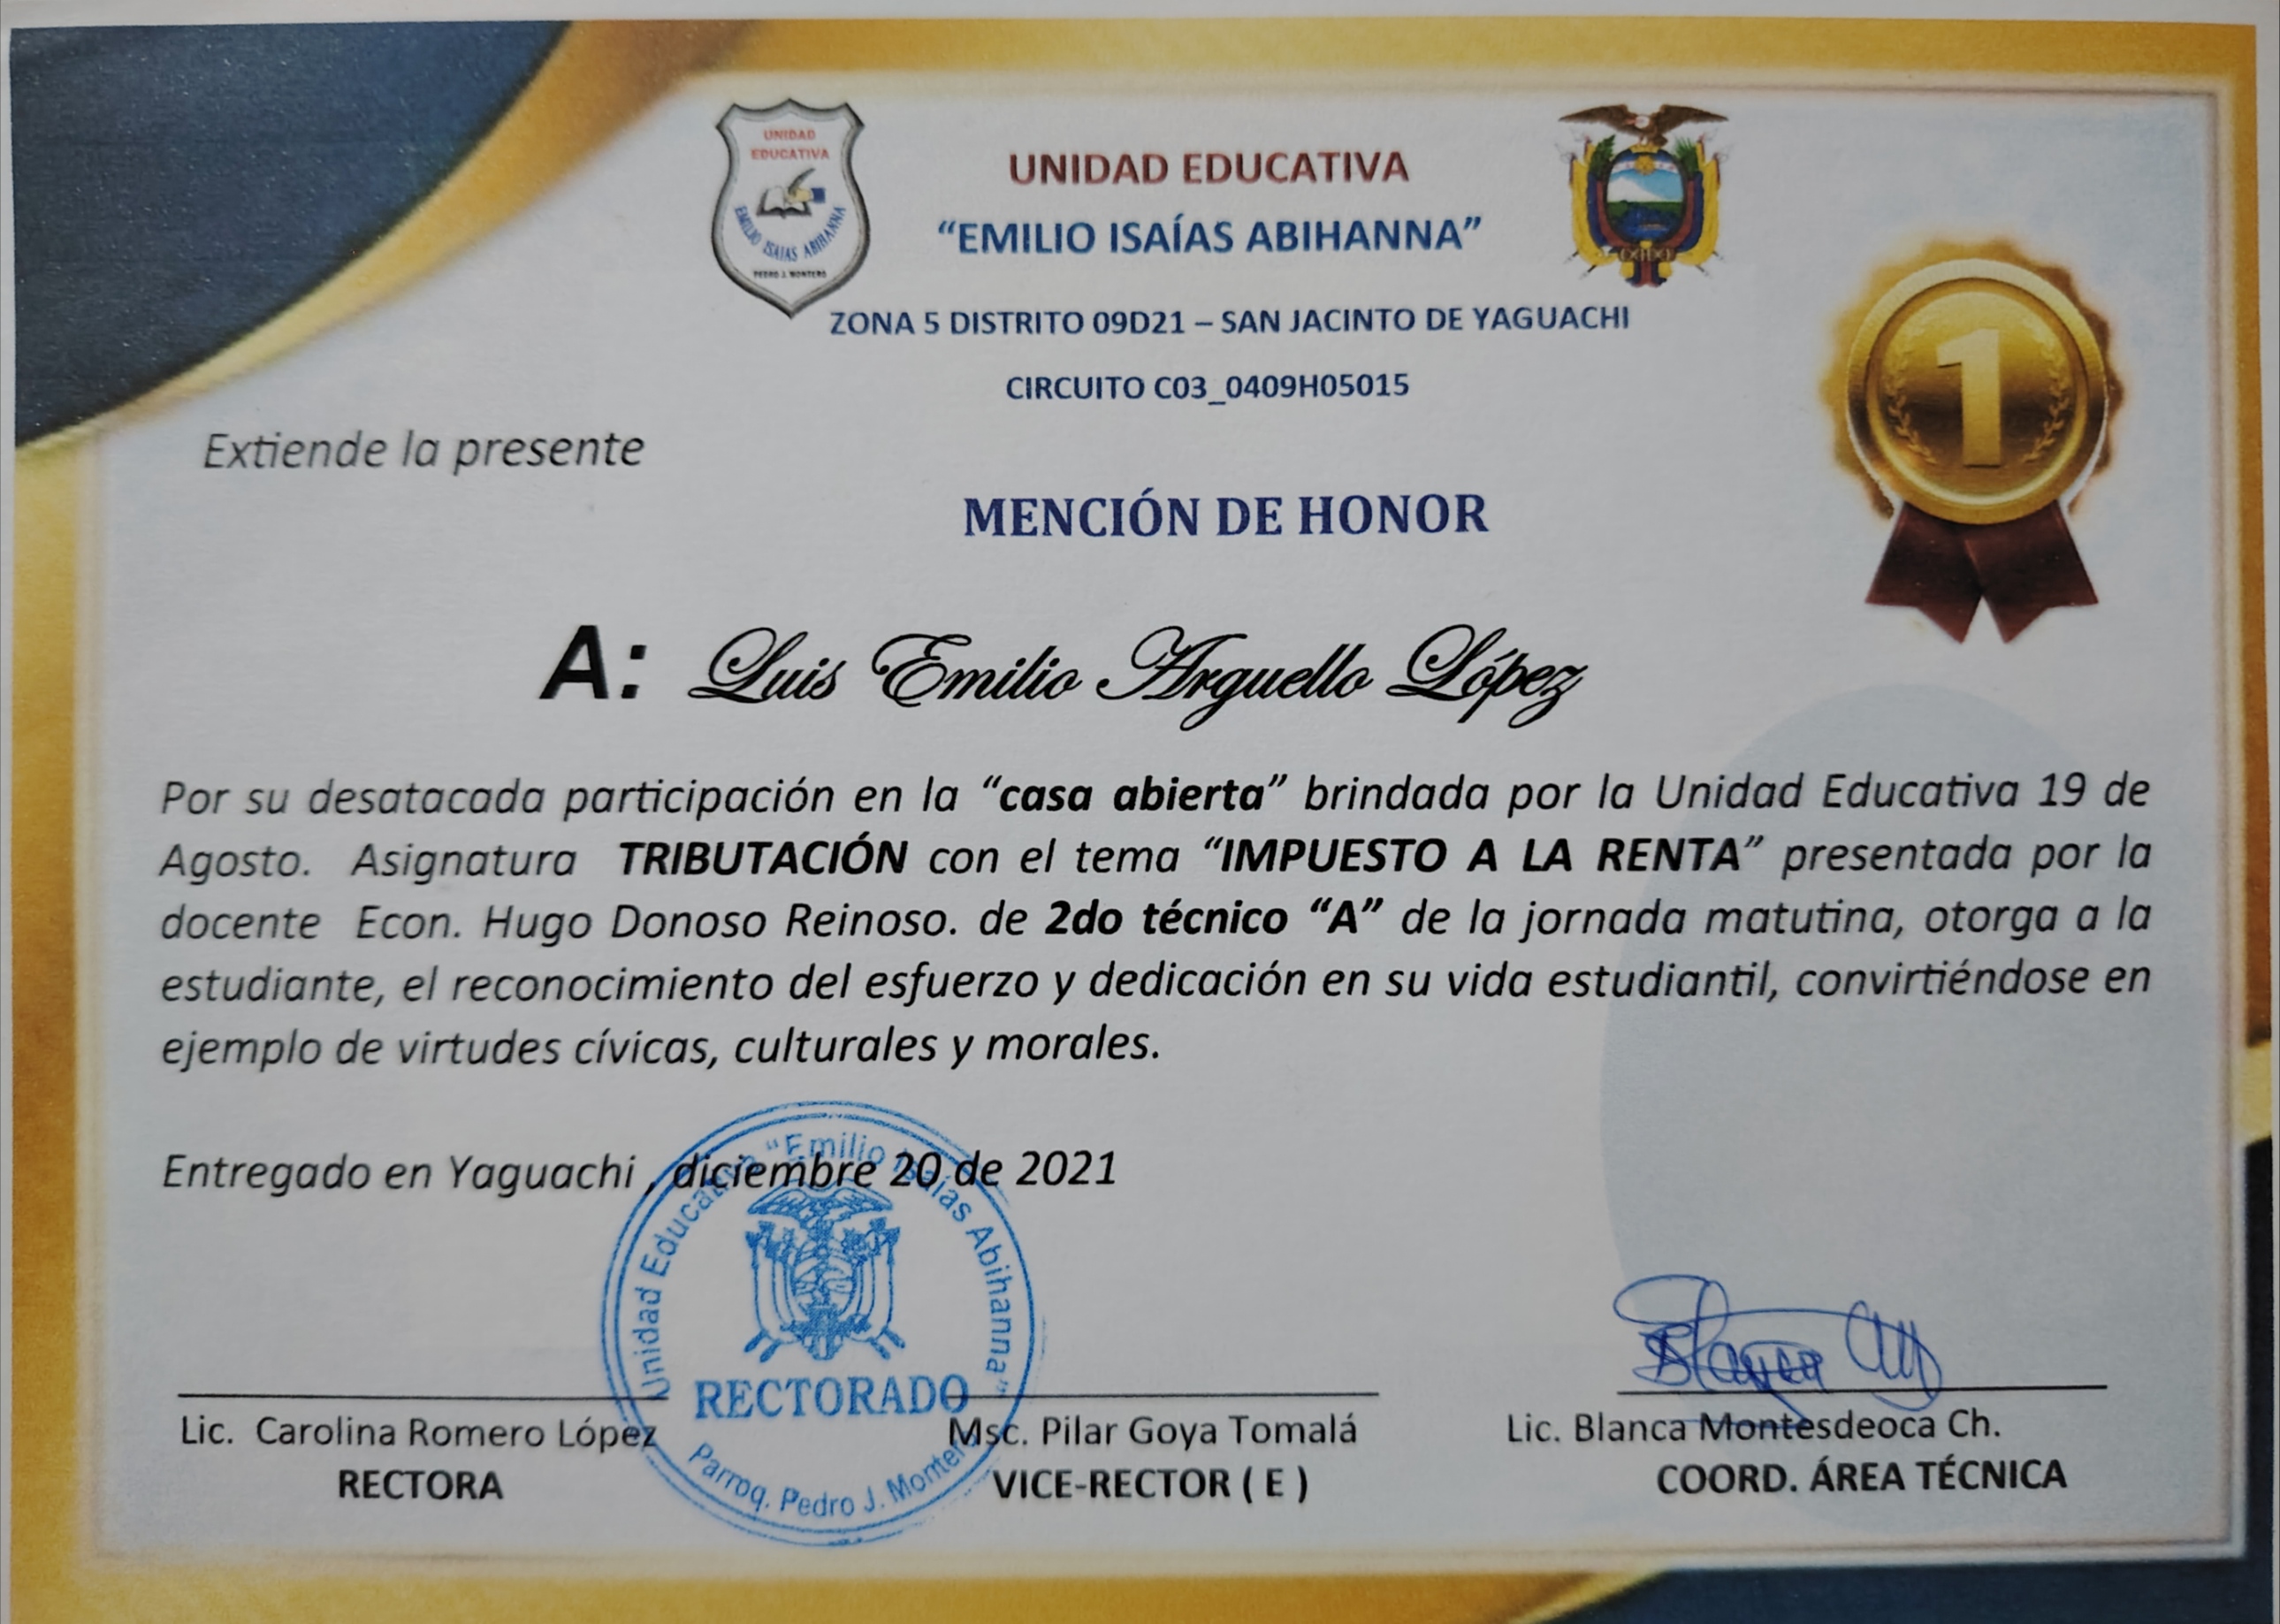 UNIDAD
EDUCATIVA
EMILIO ISAIAS ABIHANNA
PEDRO J. MONTERO
UNIDAD EDUCATIVA
“EMILIO ISAÍAS ABIHANNA”
ZONA 5 DISTRITO 09D21 – SAN JACINTO DE YAGUACHI
CIRCUITO C03_0409H05015
1
Extiende la presente
MENCIÓN DE HONOR
A: Luis Emilio Arguello López
Por su desatacada participación en la “casa abierta” brindada por la Unidad Educativa 19 de
Agosto. Asignatura TRIBUTACIÓN con el tema “IMPUESTO A LA RENTA” presentada por la
docente Econ. Hugo Donoso Reinoso. de 2do técnico “A” de la jornada matutina, otorga a la
estudiante, el reconocimiento del esfuerzo y dedicación en su vida estudiantil, convirtiéndose en
ejemplo de virtudes cívicas, culturales y morales.
Entregado en Yaguachi , diciembre 20 de 2021
Unidad Educativa “Emilio Isaías Abihanna”
RECTORADO
Parroq. Pedro J. Montero
Blanca
Lic. Carolina Romero López
RECTORA
Msc. Pilar Goya Tomalá
VICE-RECTOR ( E )
Lic. Blanca Montesdeoca Ch.
COORD. ÁREA TÉCNICA